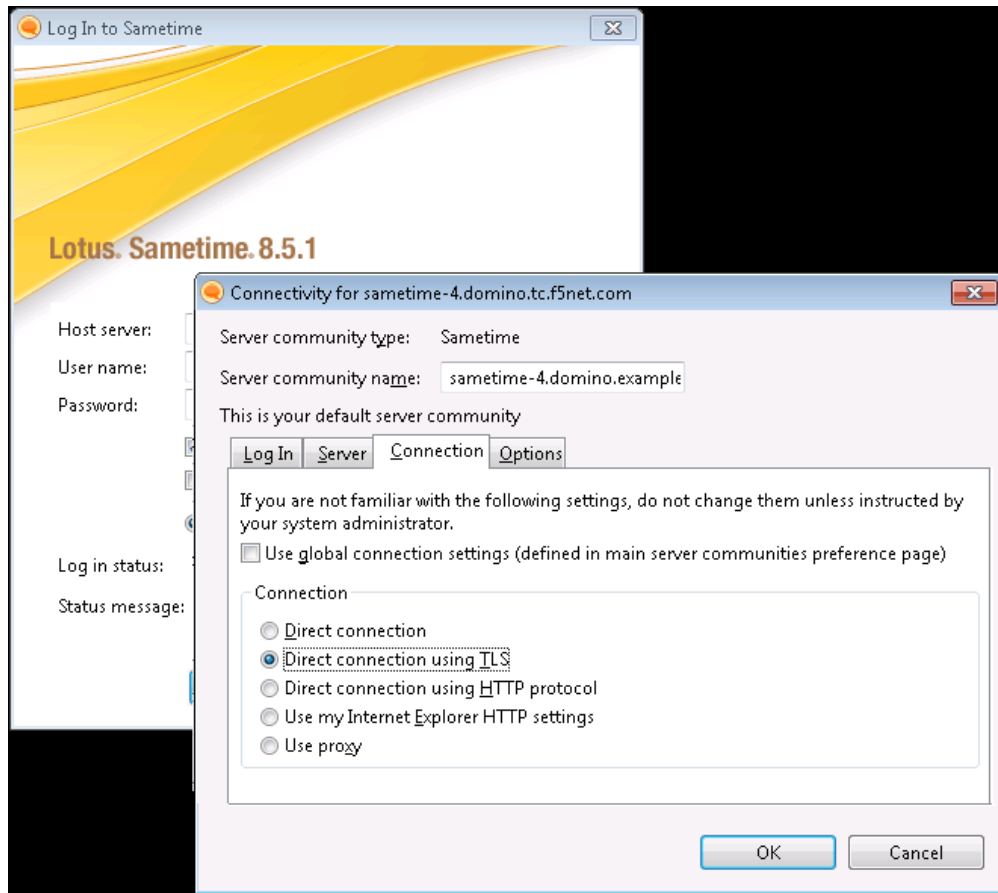 Log In to Sametime
Lotus. Sametime. 8.5.1
Host server:
User name:
Password:
Log in status:
Status message:
Connectivity for sametime-4.domino.tc.f5net.com
Server community type: Sametime
Server community name: sametime-4.domino.example
This is your default server community
Log In Server Connection Options
If you are not familiar with the following settings, do not change them unless instructed by
your system administrator.
Use global connection settings (defined in main server communities preference page)
Connection
Direct connection
Direct connection using TLS
Direct connection using HTTP protocol
Use my Internet Explorer HTTP settings
Use proxy
OK Cancel